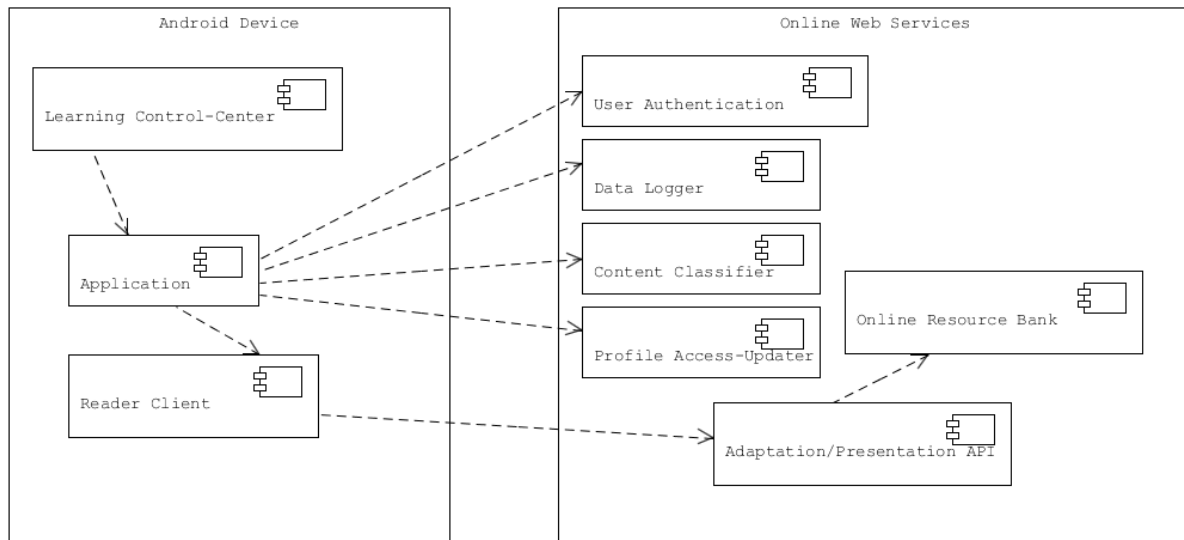 Android Device
Learning Control-Center
Application
Reader Client
Online Web Services
User Authentication
Data Logger
Content Classifier
Profile Access-Updater
Online Resource Bank
Adaptation/Presentation API